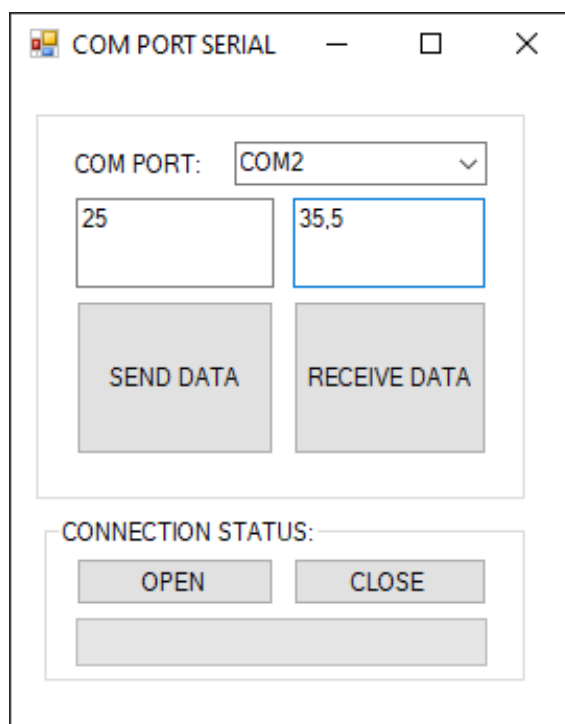 COM PORT SERIAL
COM PORT: COM2
25 35,5
SEND DATA RECEIVE DATA
CONNECTION STATUS:
OPEN CLOSE